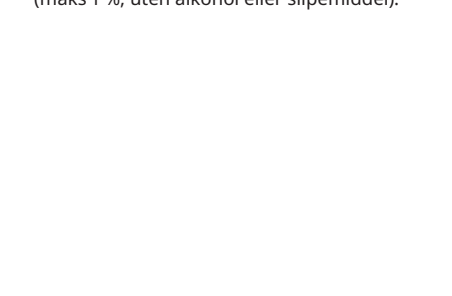 (maks 1 %, uten alkohol eller slipemiddel).